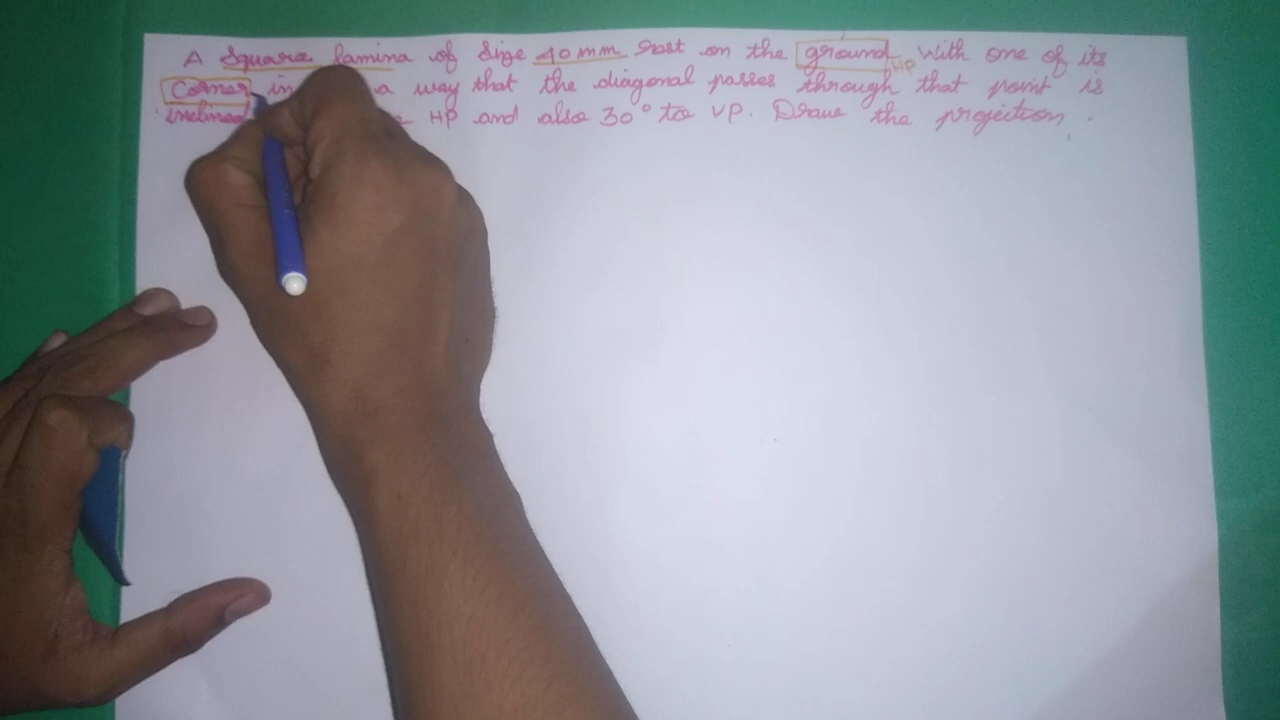 A Square lamina of Size 40 mm rest on the ground HP With one of its
Corner in a way that the diagonal passes through that point is
inclined HP and also 30° to VP. Draw the projection.